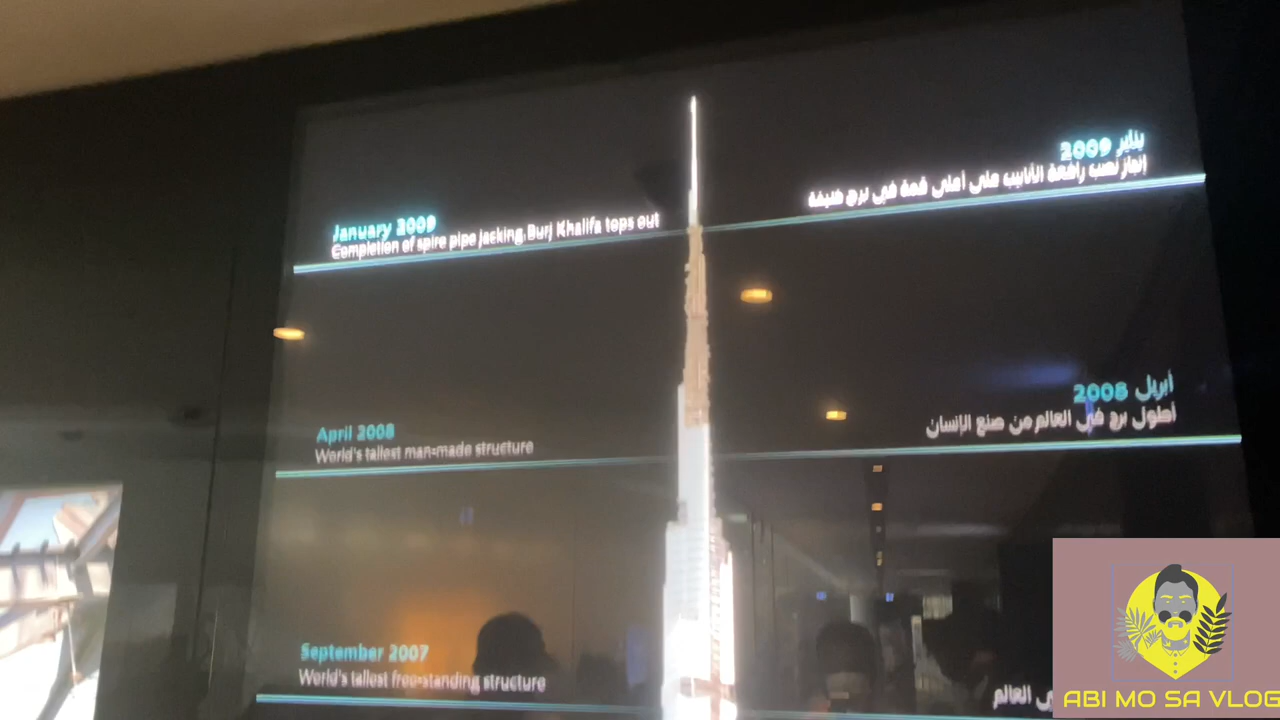 يناير 2009
إنجاز نصب رافعة الأنابيب على أعلى قمة في برج خليفة
January 2009
Completion of spire pipe jacking, Burj Khalifa tops out
أبريل 2008
أطول برج في العالم من صنع الإنسان
April 2008
World's tallest man-made structure
September 2007
World's tallest free-standing structure
العالم
ABI MO SA VLOG